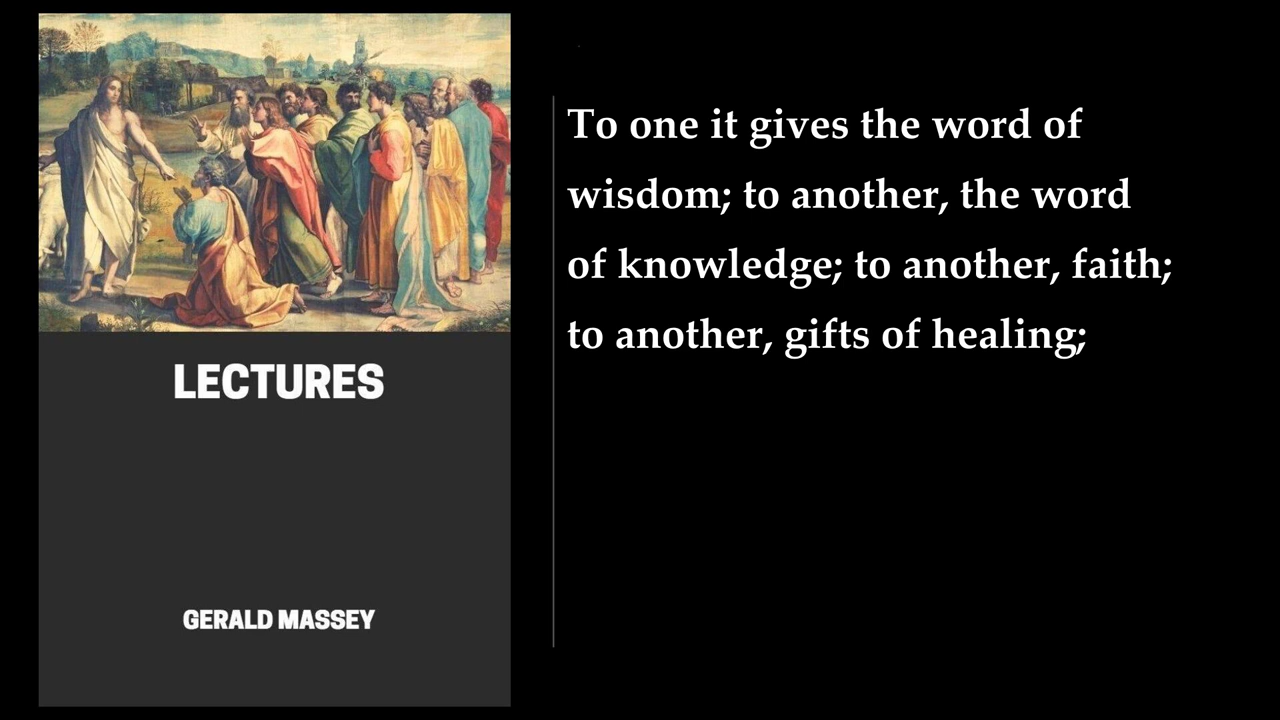 LECTURES
GERALD MASSEY
To one it gives the word of
wisdom; to another, the word
of knowledge; to another, faith;
to another, gifts of healing;